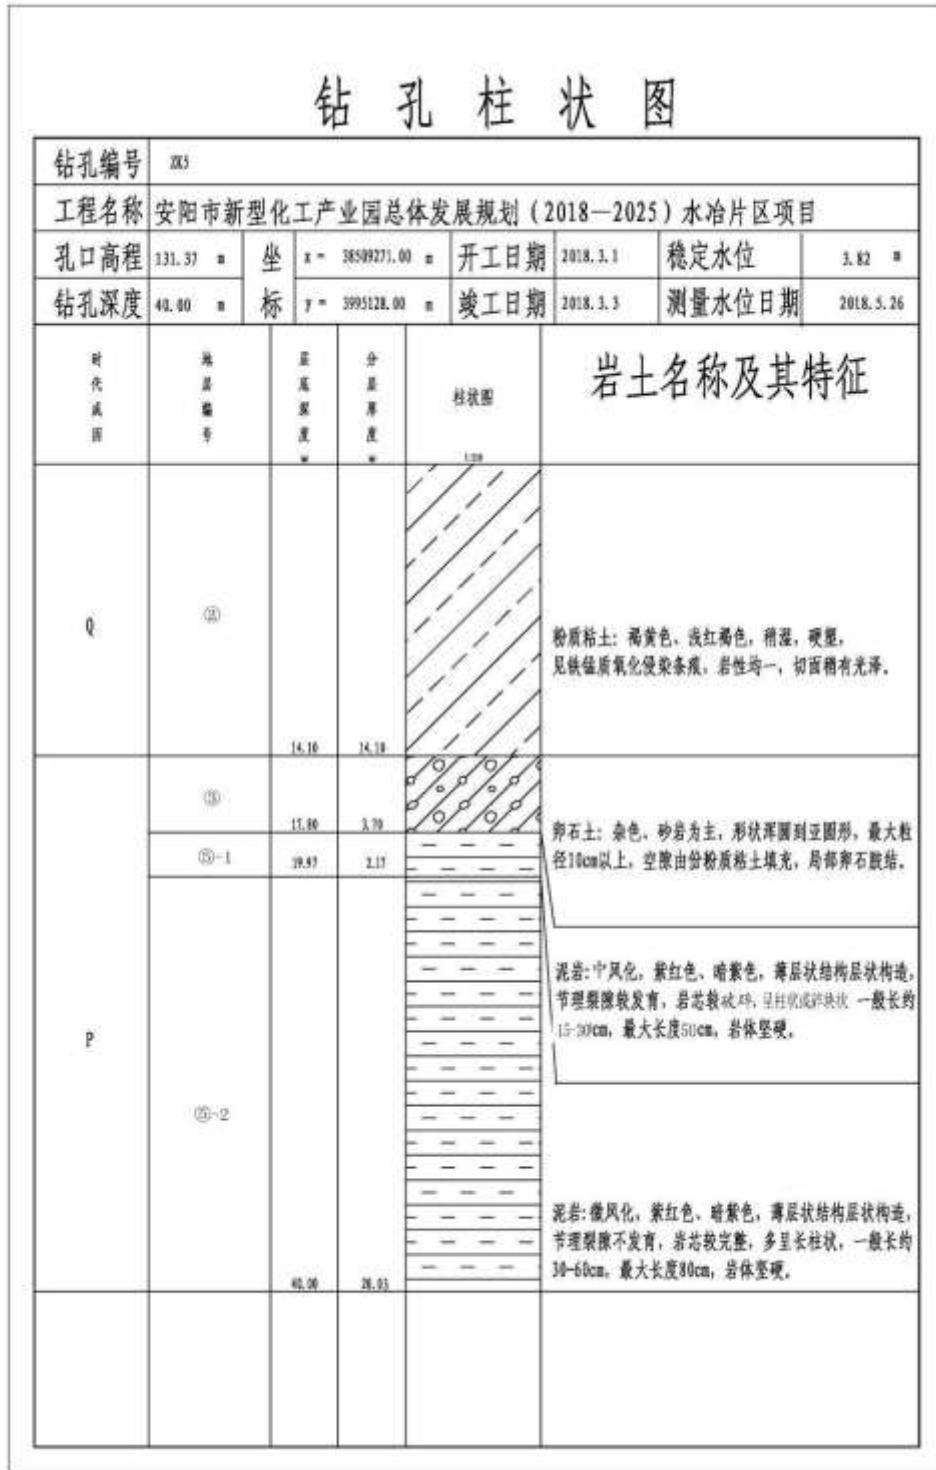 钻孔柱状图
钻孔编号 ZK5
工程名称 安阳市新型化工产业园总体发展规划（2018—2025）水冶片区项目
孔口高程 131.37 m 坐 x = 38509271.00 m 开工日期 2018.3.1 稳定水位 3.82 m
钻孔深度 40.00 m 标 y = 3995128.00 m 竣工日期 2018.3.3 测量水位日期 2018.5.26
时代成因 地层编号 层底深度 m 分层厚度 m 柱状图 岩土名称及其特征
Q ② 14.10 14.10
粉质粘土：褐黄色、浅红褐色，稍湿，硬塑，
见铁锰质氧化侵染条痕，岩性均一，切面稍有光泽。
③ 17.80 3.70
卵石土：杂色、砂岩为主，形状浑圆到亚圆形，最大粒
径10cm以上，空隙由份粉质粘土填充，局部卵石胶结。
⑤-1 19.97 2.17
泥岩:中风化，紫红色、暗紫色，薄层状结构层状构造，
节理裂隙较发育，岩芯较破碎，呈柱状或碎块状 一般长约
15-30cm，最大长度50cm，岩体坚硬。
P
⑤-2
泥岩:微风化，紫红色、暗紫色，薄层状结构层状构造，
节理裂隙不发育，岩芯较完整，多呈长柱状，一般长约
30-60cm，最大长度80cm，岩体坚硬。
40.00